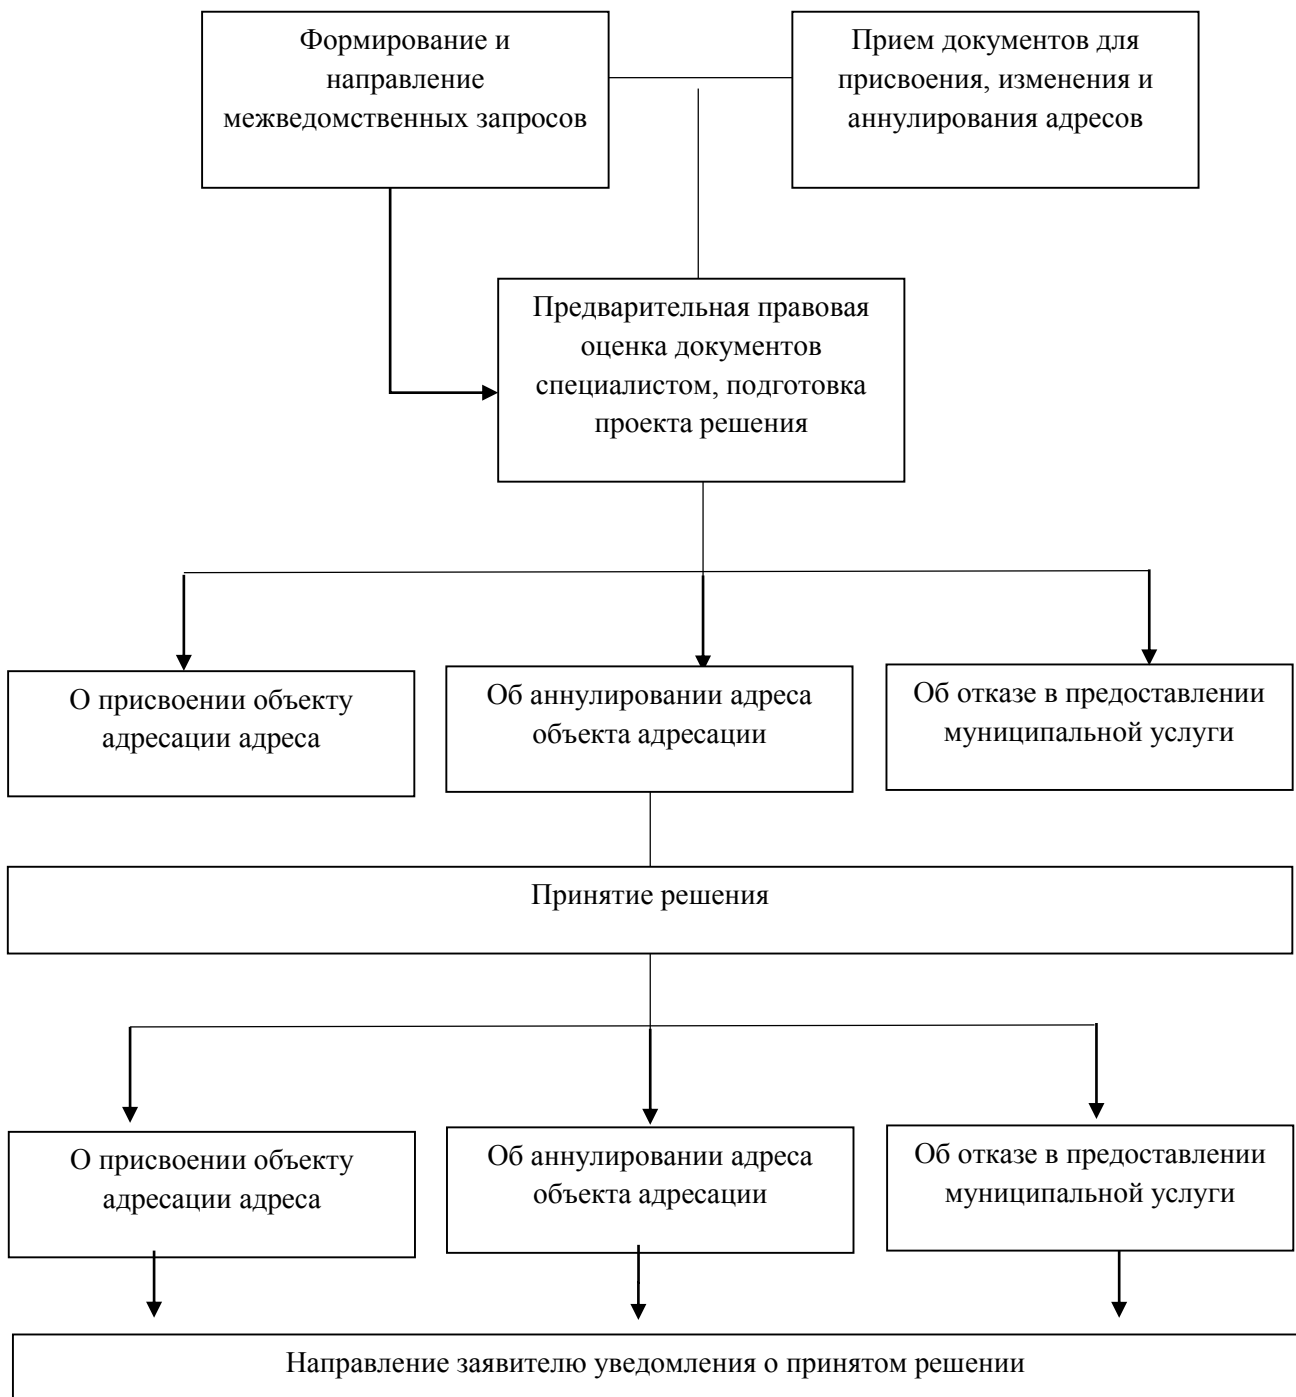 Формирование и
направление
межведомственных запросов
Прием документов для
присвоения, изменения и
аннулирования адресов
Предварительная правовая
оценка документов
специалистом, подготовка
проекта решения
О присвоении объекту
адресации адреса
Об аннулировании адреса
объекта адресации
Об отказе в предоставлении
муниципальной услуги
Принятие решения
О присвоении объекту
адресации адреса
Об аннулировании адреса
объекта адресации
Об отказе в предоставлении
муниципальной услуги
Направление заявителю уведомления о принятом решении